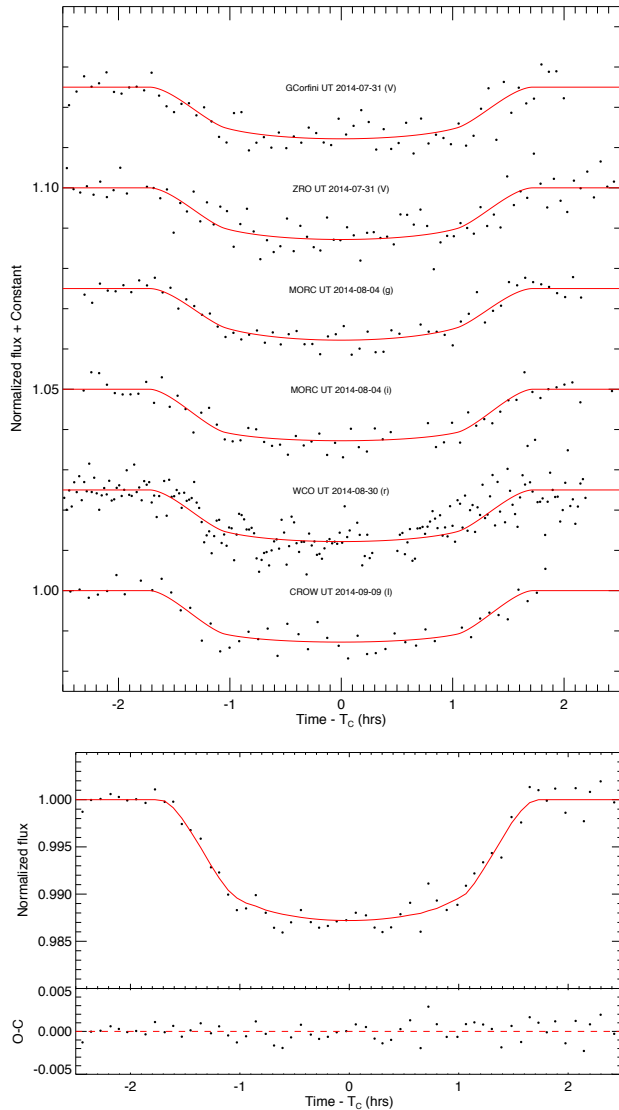 GCorfini UT 2014-07-31 (V)
1.10
ZRO UT 2014-07-31 (V)
MORC UT 2014-08-04 (g)
Normalized flux + Constant
1.05
MORC UT 2014-08-04 (i)
WCO UT 2014-08-30 (r)
1.00
CROW UT 2014-09-09 (I)
-2 -1 0 1 2
Time - TC (hrs)
1.000
0.995
Normalized flux
0.990
0.985
0.005
O-C
0.000
-0.005
-2 -1 0 1 2
Time - TC (hrs)